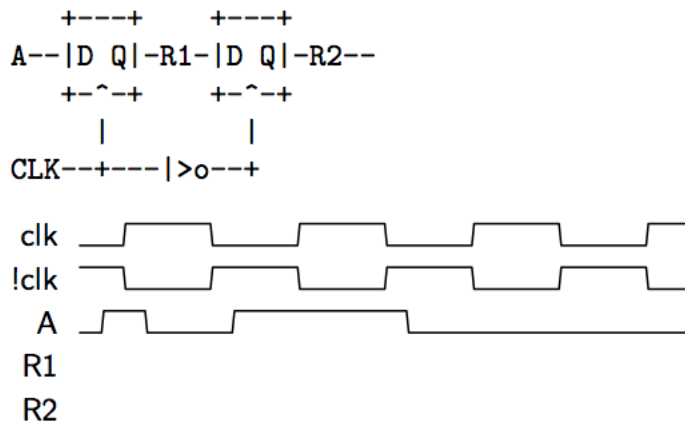 +---+     +---+
A--|D Q|-R1-|D Q|-R2--
+-^-+     +-^-+
|         |
CLK--+---|>o--+
clk
!clk
A
R1
R2